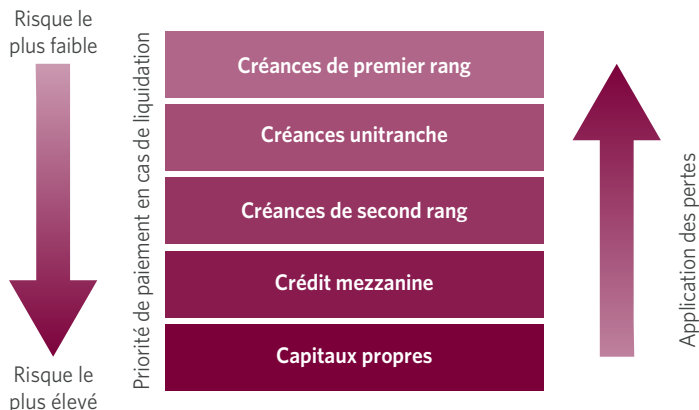 Risque le
plus faible
Priorité de paiement en cas de liquidation
Créances de premier rang
Créances unitranche
Créances de second rang
Crédit mezzanine
Capitaux propres
Application des pertes
Risque le
plus élevé